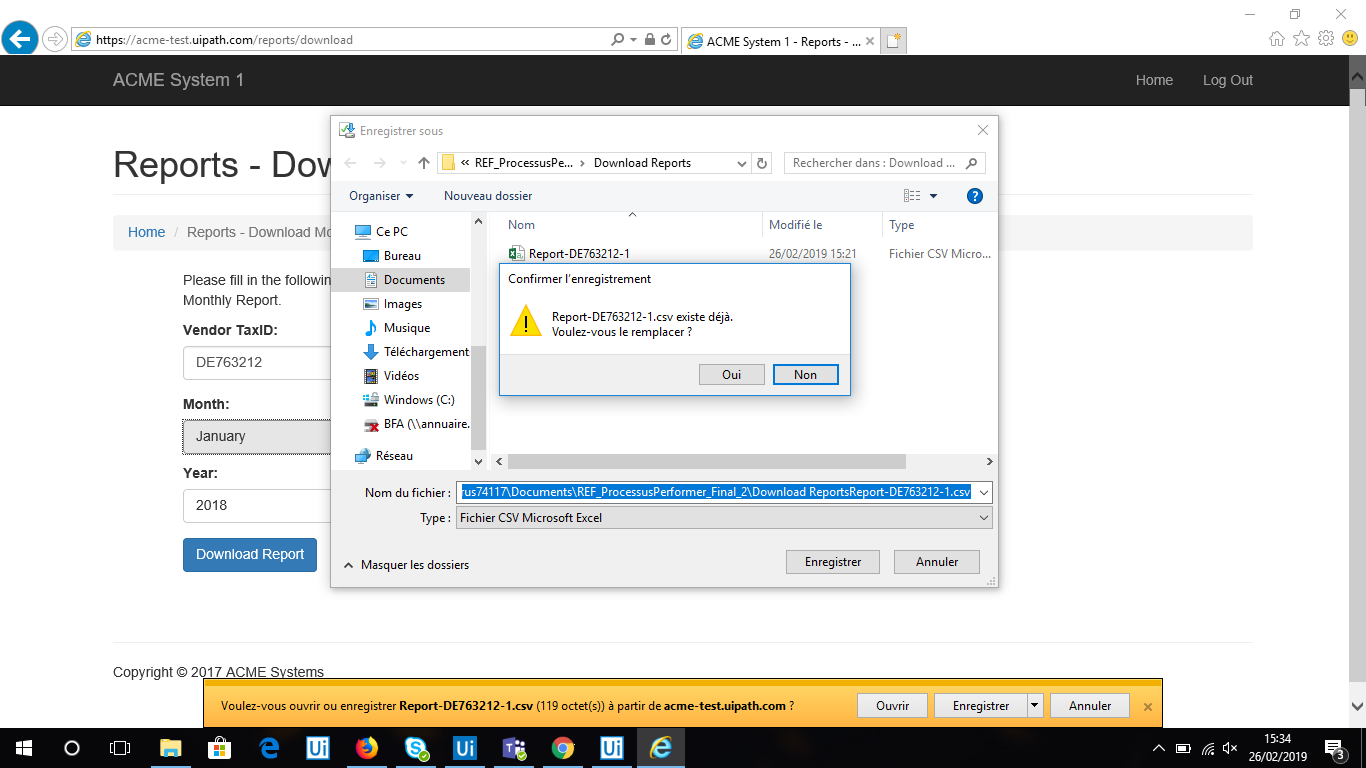 https://acme-test.uipath.com/reports/download
ACME System 1 - Reports - ...
ACME System 1
Home
Log Out
Enregistrer sous
« REF_ProcessusPe... > Download Reports
Rechercher dans : Download ...
Organiser
Nouveau dossier
Reports - Dow
Home / Reports - Download Mo
Ce PC
Bureau
Documents
Images
Musique
Téléchargement
Vidéos
Windows (C:)
BFA (\\annuaire.
Réseau
Nom
Modifié le
Type
Report-DE763212-1
26/02/2019 15:21
Fichier CSV Micro...
Confirmer l'enregistrement
Report-DE763212-1.csv existe déjà.
Voulez-vous le remplacer ?
Oui
Non
Please fill in the following
Monthly Report.
Vendor TaxID:
DE763212
Month:
January
Year:
2018
Download Report
Nom du fichier : rus74117\Documents\REF_ProcessusPerformer_Final_2\Download ReportsReport-DE763212-1.csv
Type : Fichier CSV Microsoft Excel
Masquer les dossiers
Enregistrer
Annuler
Copyright © 2017 ACME Systems
Voulez-vous ouvrir ou enregistrer Report-DE763212-1.csv (119 octet(s)) à partir de acme-test.uipath.com ?
Ouvrir
Enregistrer
Annuler
15:34
26/02/2019
3